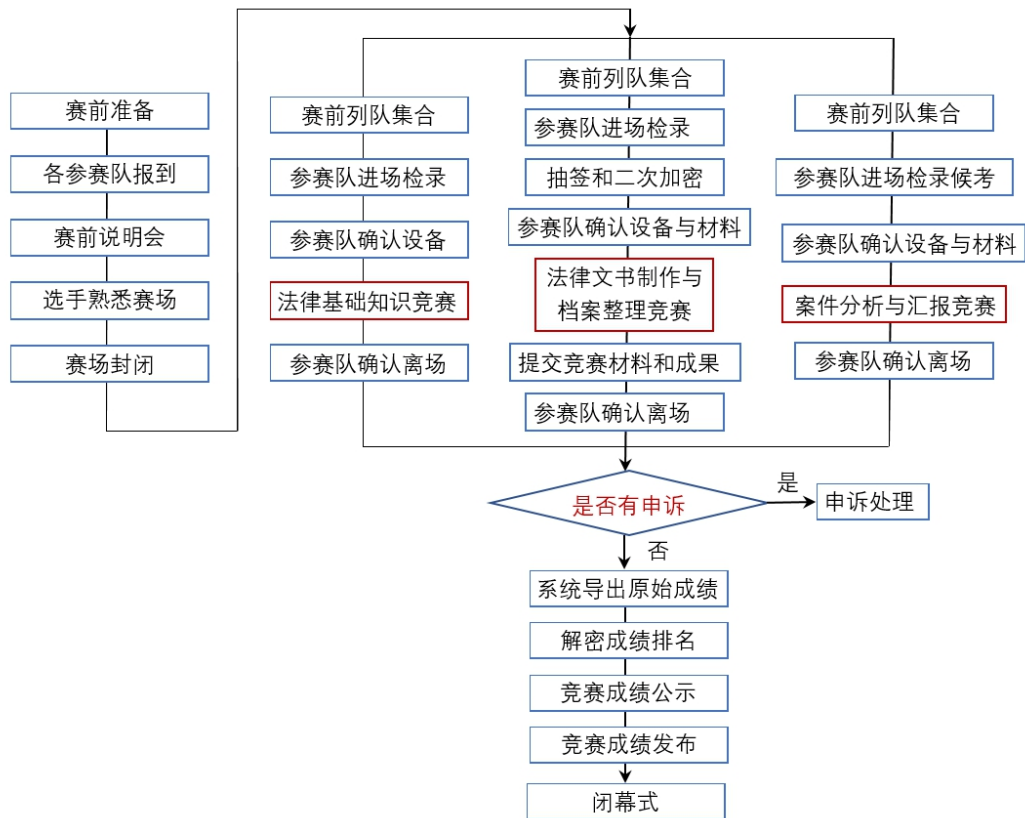 赛前准备
各参赛队报到
赛前说明会
选手熟悉赛场
赛场封闭
赛前列队集合
参赛队进场检录
参赛队确认设备
法律基础知识竞赛
参赛队确认离场
赛前列队集合
参赛队进场检录
抽签和二次加密
参赛队确认设备与材料
法律文书制作与
档案整理竞赛
提交竞赛材料和成果
参赛队确认离场
赛前列队集合
参赛队进场检录候考
参赛队确认设备与材料
案件分析与汇报竞赛
参赛队确认离场
是否有申诉
是
申诉处理
否
系统导出原始成绩
解密成绩排名
竞赛成绩公示
竞赛成绩发布
闭幕式